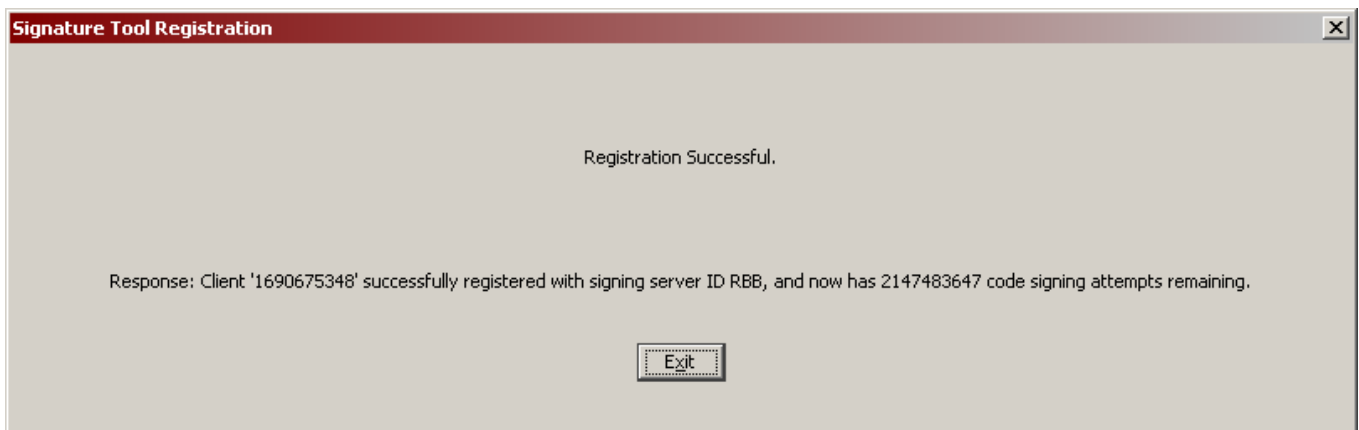 Signature Tool Registration
Registration Successful.
Response: Client '1690675348' successfully registered with signing server ID RBB, and now has 2147483647 code signing attempts remaining.
Exit